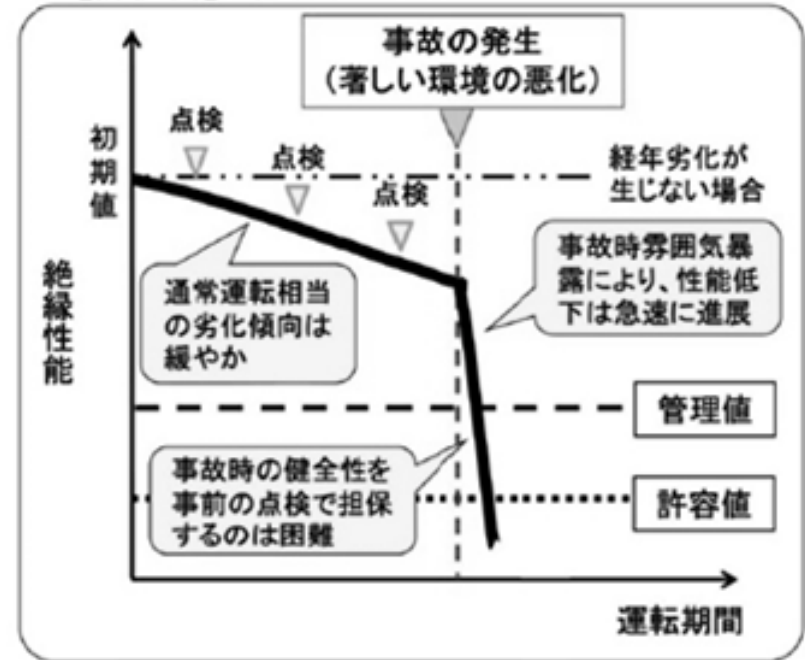 事故の発生
（著しい環境の悪化）
初期値
点検
点検
点検
経年劣化が
生じない場合
絶縁性能
通常運転相当
の劣化傾向は
緩やか
事故時雰囲気暴
露により、性能低
下は急速に進展
管理値
事故時の健全性を
事前の点検で担保
するのは困難
許容値
運転期間